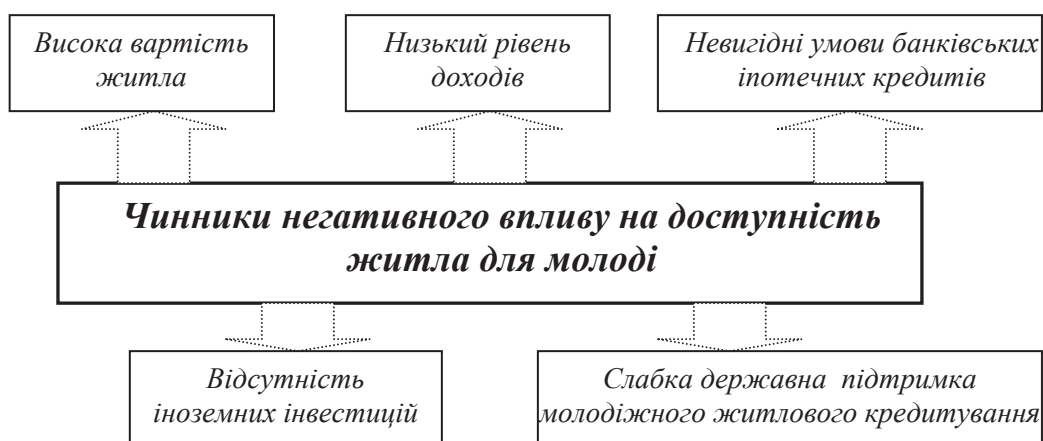 Висока вартість
житла
Низький рівень
доходів
Невигідні умови банківських
іпотечних кредитів
Чинники негативного впливу на доступність
житла для молоді
Відсутність
іноземних інвестицій
Слабка державна підтримка
молодіжного житлового кредитування